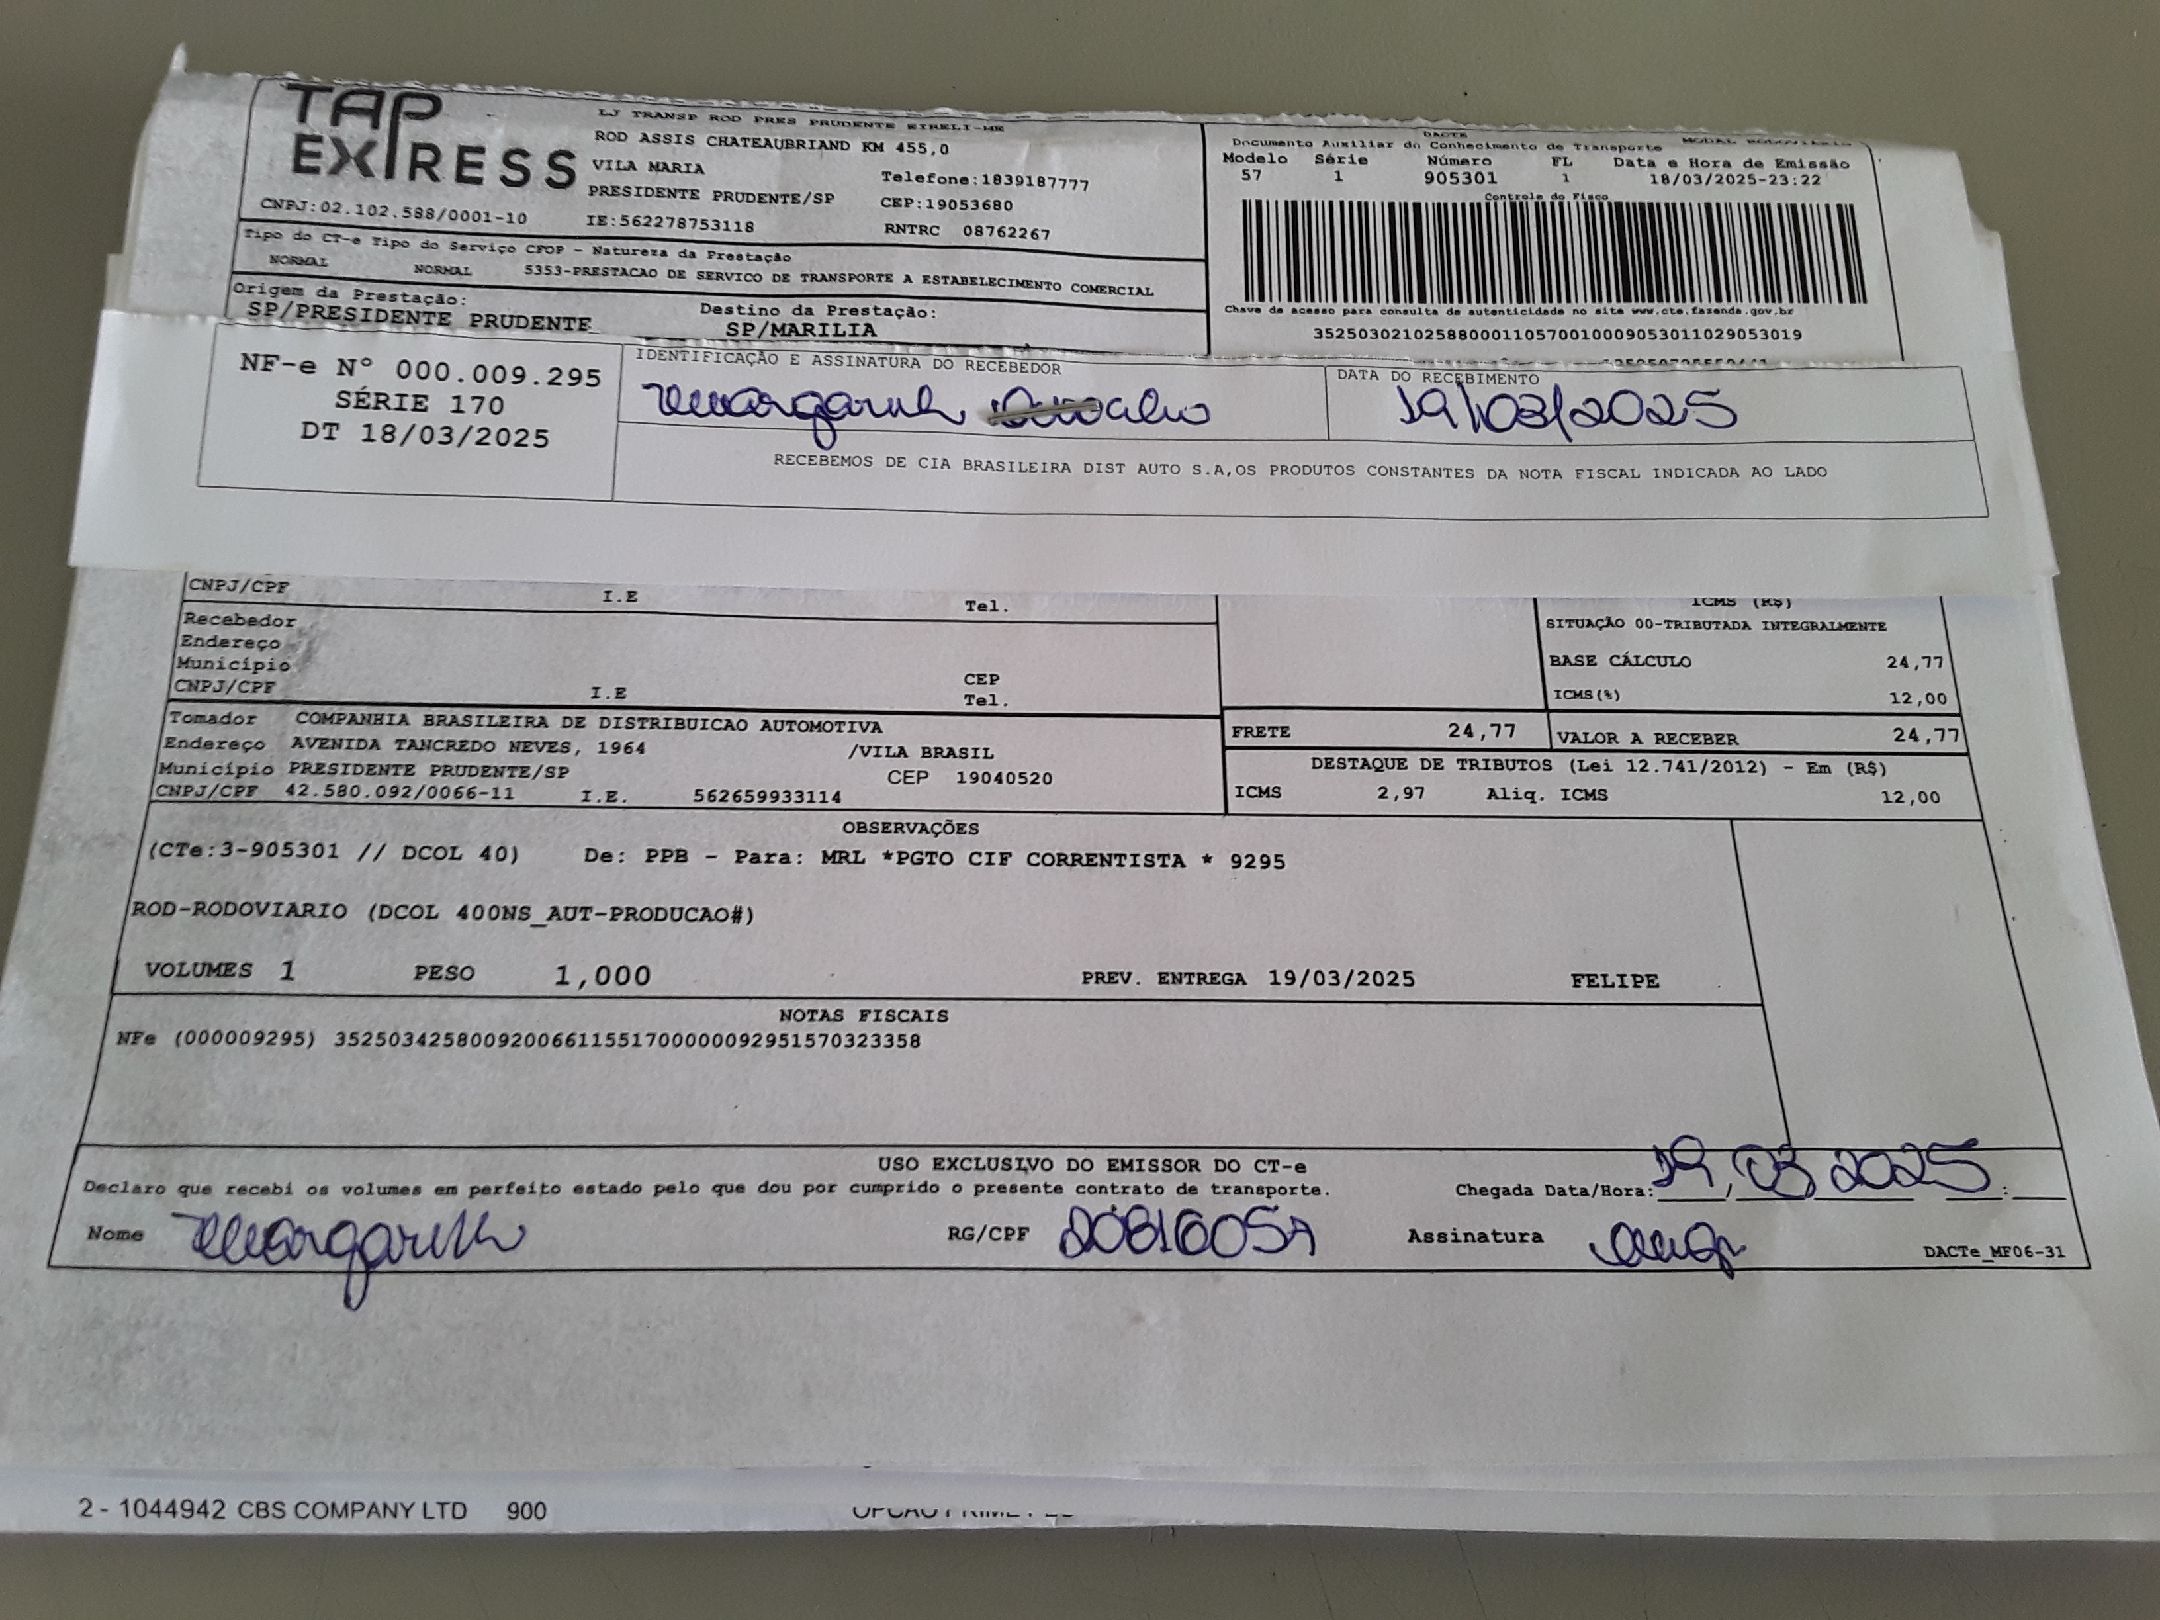 TAP EXPRESS
LJ TRANSP ROD PRES PRUDENTE EIRELI-ME
ROD ASSIS CHATEAUBRIAND KM 455,0
VILA MARIA Telefone:1839187777
PRESIDENTE PRUDENTE/SP CEP:19053680
CNPJ:02.102.588/0001-10 IE:562278753118 RNTRC 08762267
Tipo do CT-e Tipo do Serviço CFOP - Natureza da Prestação
NORMAL NORMAL 5353-PRESTACAO DE SERVICO DE TRANSPORTE A ESTABELECIMENTO COMERCIAL
Origem da Prestação: Destino da Prestação:
SP/PRESIDENTE PRUDENTE SP/MARILIA
DACTE MODAL RODOVIÁRIO
Documento Auxiliar do Conhecimento de Transporte
Modelo Série Número FL Data e Hora de Emissão
57 1 905301 1 18/03/2025-23:22
Controle do Fisco
Chave de acesso para consulta de autenticidade no site www.cte.fazenda.gov.br
35250302102588000110570010009053011029053019
NF-e Nº 000.009.295
SÉRIE 170
DT 18/03/2025
IDENTIFICAÇÃO E ASSINATURA DO RECEBEDOR
DATA DO RECEBIMENTO
19/03/2025
RECEBEMOS DE CIA BRASILEIRA DIST AUTO S.A,OS PRODUTOS CONSTANTES DA NOTA FISCAL INDICADA AO LADO
CNPJ/CPF I.E Tel.
Recebedor
Endereço
Município CEP
CNPJ/CPF I.E Tel.
ICMS (R$)
SITUAÇÃO 00-TRIBUTADA INTEGRALMENTE
BASE CÁLCULO 24,77
ICMS(%) 12,00
Tomador COMPANHIA BRASILEIRA DE DISTRIBUICAO AUTOMOTIVA
Endereço AVENIDA TANCREDO NEVES, 1964 /VILA BRASIL
Município PRESIDENTE PRUDENTE/SP CEP 19040520
CNPJ/CPF 42.580.092/0066-11 I.E. 562659933114
FRETE 24,77 VALOR A RECEBER 24,77
DESTAQUE DE TRIBUTOS (Lei 12.741/2012) - Em (R$)
ICMS 2,97 Aliq. ICMS 12,00
OBSERVAÇÕES
(CTe:3-905301 // DCOL 40) De: PPB - Para: MRL *PGTO CIF CORRENTISTA * 9295
ROD-RODOVIARIO (DCOL 400NS_AUT-PRODUCAO#)
VOLUMES 1 PESO 1,000 PREV. ENTREGA 19/03/2025 FELIPE
NOTAS FISCAIS
NFe (000009295) 35250342580092006611551700000092951570323358
USO EXCLUSIVO DO EMISSOR DO CT-e
Declaro que recebi os volumes em perfeito estado pelo que dou por cumprido o presente contrato de transporte. Chegada Data/Hora: 19/03/2025 :
Nome RG/CPF Assinatura DACTe_MF06-31
2 - 1044942 CBS COMPANY LTD 900